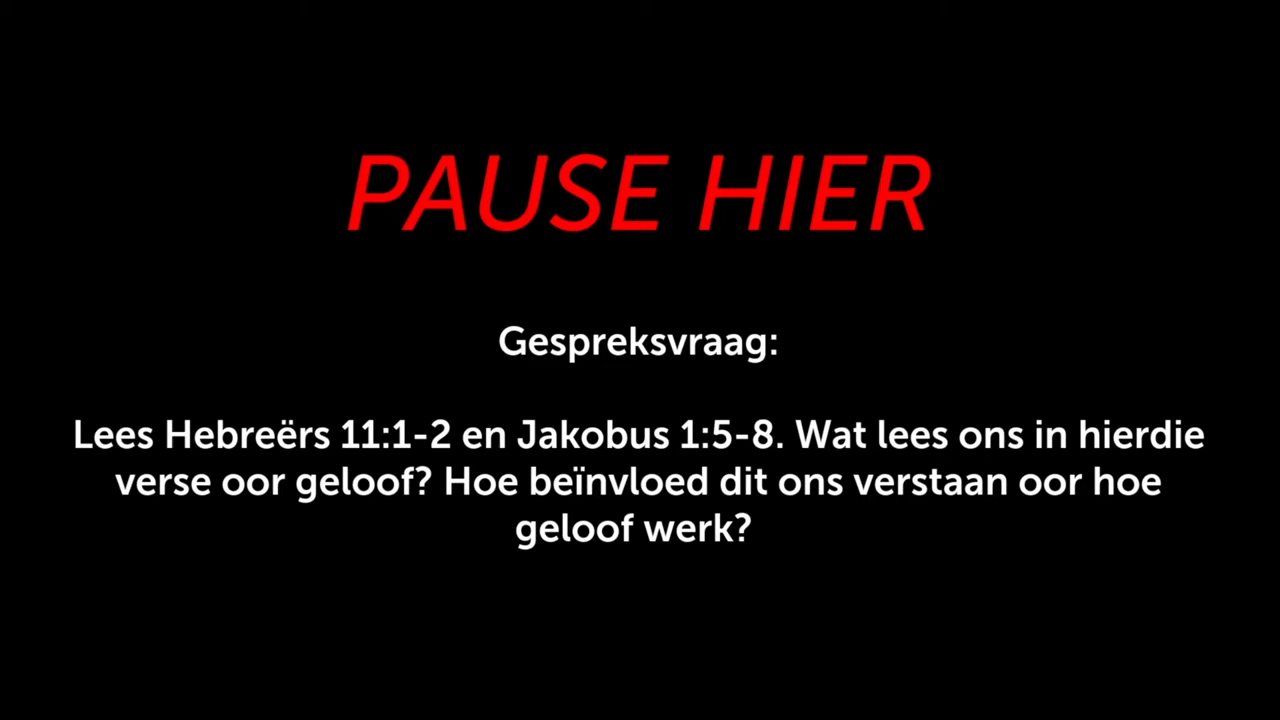 PAUSE HIER
Gespreksvraag:
Lees Hebreërs 11:1-2 en Jakobus 1:5-8. Wat lees ons in hierdie
verse oor geloof? Hoe beïnvloed dit ons verstaan oor hoe
geloof werk?